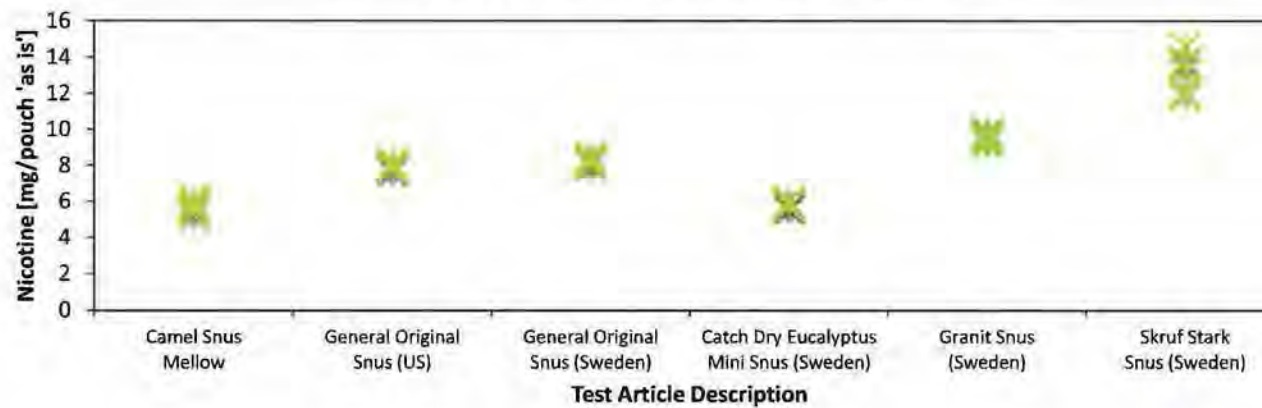 16
14
12
10
8
6
4
2
0
Nicotine [mg/pouch 'as is']
Camel Snus
Mellow
General Original
Snus (US)
General Original
Snus (Sweden)
Catch Dry Eucalyptus
Mini Snus (Sweden)
Granit Snus
(Sweden)
Skruf Stark
Snus (Sweden)
Test Article Description